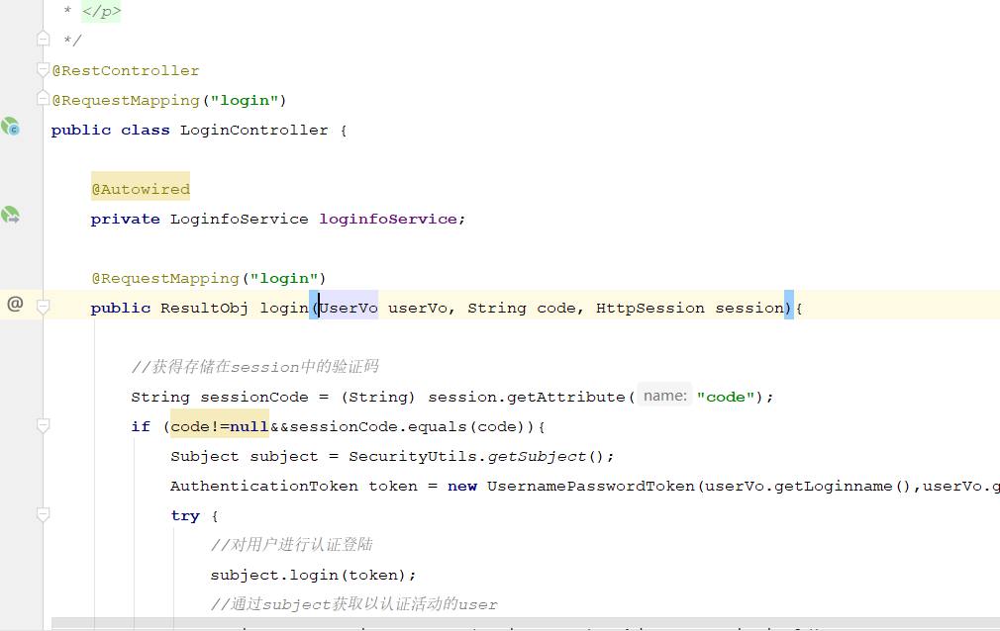 * </p>
*/
@RestController
@RequestMapping("login")
public class LoginController {
@Autowired
private LoginfoService loginfoService;
@RequestMapping("login")
public ResultObj login(UserVo userVo, String code, HttpSession session){
//获得存储在session中的验证码
String sessionCode = (String) session.getAttribute( name: "code");
if (code!=null&&sessionCode.equals(code)){
Subject subject = SecurityUtils.getSubject();
AuthenticationToken token = new UsernamePasswordToken(userVo.getLoginname(),userVo.g
try {
//对用户进行认证登陆
subject.login(token);
//通过subject获取以认证活动的user